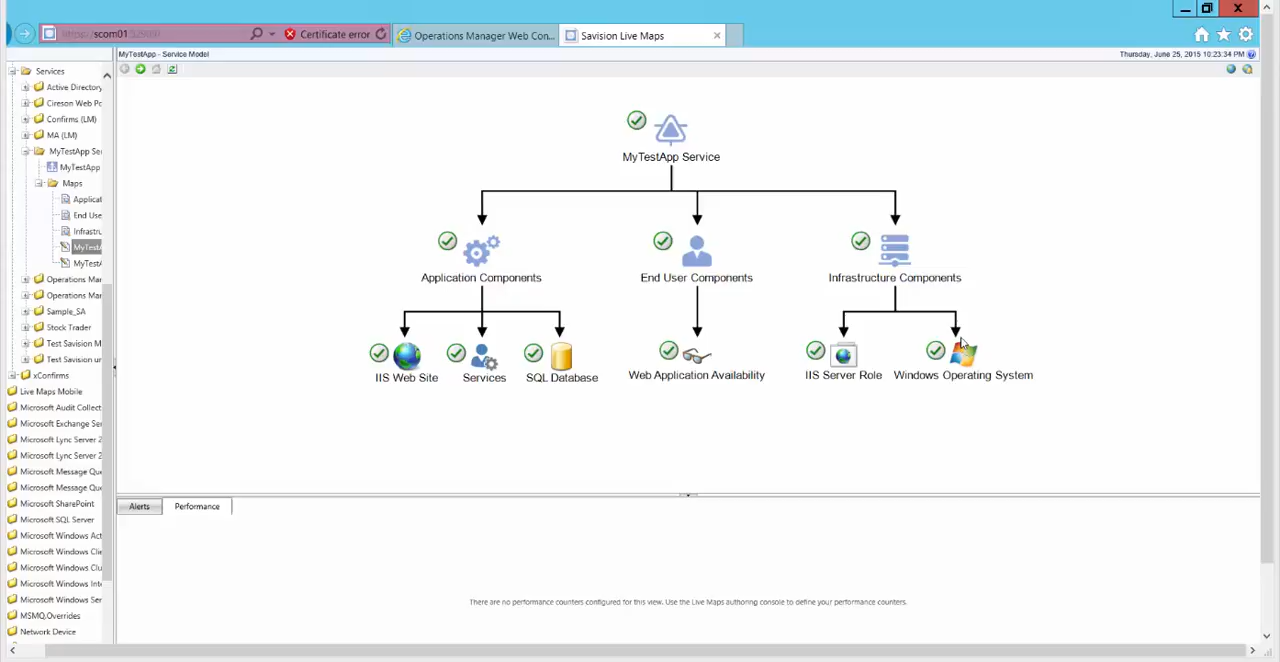 https://scom01
Certificate error
Operations Manager Web Con...
Savision Live Maps
MyTestApp - Service Model
Thursday, June 25, 2015 10:23:34 PM
Services
Active Directory
Cireson Web Po
Confirms (LM)
MA (LM)
MyTestApp Se
MyTestApp
Maps
Applicat
End Use
Infrastru
MyTestA
MyTestA
Operations Ma
Operations Ma
Sample_SA
Stock Trader
Test Savision M
Test Savision un
xConfirms
Live Maps Mobile
Microsoft Audit Collect
Microsoft Exchange Se
Microsoft Lync Server 2
Microsoft Lync Server 2
Microsoft Message Qu
Microsoft Message Qu
Microsoft SharePoint
Microsoft SQL Server
Microsoft Windows Act
Microsoft Windows Clie
Microsoft Windows Clu
Microsoft Windows Int
Microsoft Windows Ser
MSMQ.Overrides
Network Device
MyTestApp Service
Application Components
End User Components
Infrastructure Components
IIS Web Site
Services
SQL Database
Web Application Availability
IIS Server Role
Windows Operating System
Alerts
Performance
There are no performance counters configured for this view. Use the Live Maps authoring console to define your performance counters.